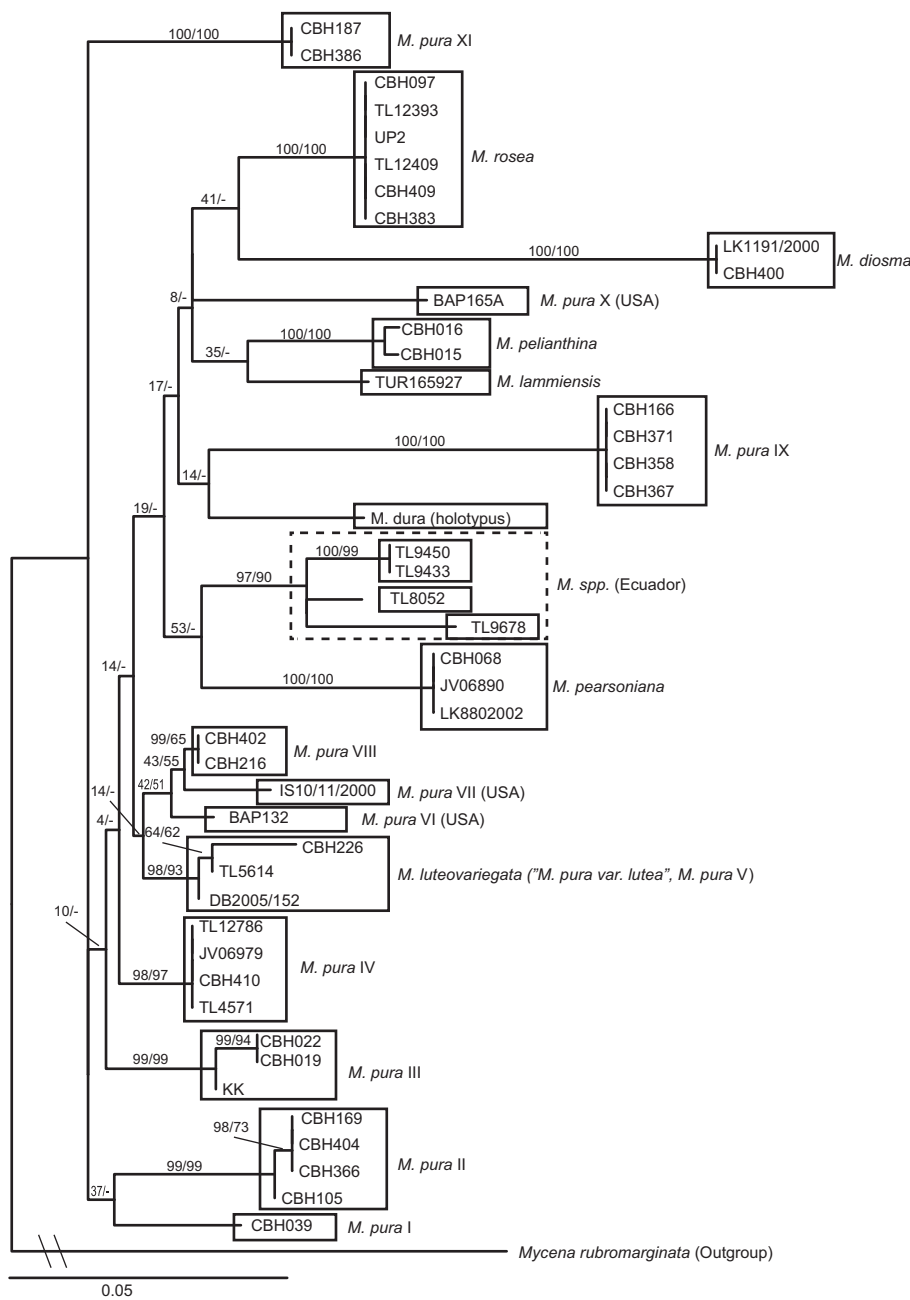 100/100
CBH187
CBH386
M. pura XI
CBH097
TL12393
UP2
100/100
TL12409
CBH409
CBH383
M. rosea
41/-
100/100
LK1191/2000
CBH400
M. diosma
8/-
BAP165A
M. pura X (USA)
100/100
CBH016
CBH015
M. pelianthina
35/-
TUR165927
M. lammiensis
17/-
100/100
CBH166
CBH371
CBH358
CBH367
M. pura IX
14/-
M. dura (holotypus)
19/-
100/99
TL9450
TL9433
97/90
TL8052
TL9678
M. spp. (Ecuador)
53/-
100/100
CBH068
JV06890
LK8802002
M. pearsoniana
14/-
99/65
CBH402
CBH216
M. pura VIII
43/55
IS10/11/2000
M. pura VII (USA)
42/51
BAP132
M. pura VI (USA)
14/-
4/-
64/62
CBH226
TL5614
98/93
DB2005/152
M. luteovariegata ("M. pura var. lutea", M. pura V)
10/-
TL12786
JV06979
98/97
CBH410
TL4571
M. pura IV
99/94
CBH022
CBH019
99/99
KK
M. pura III
98/73
CBH169
CBH404
CBH366
99/99
CBH105
M. pura II
37/-
CBH039
M. pura I
Mycena rubromarginata (Outgroup)
0.05